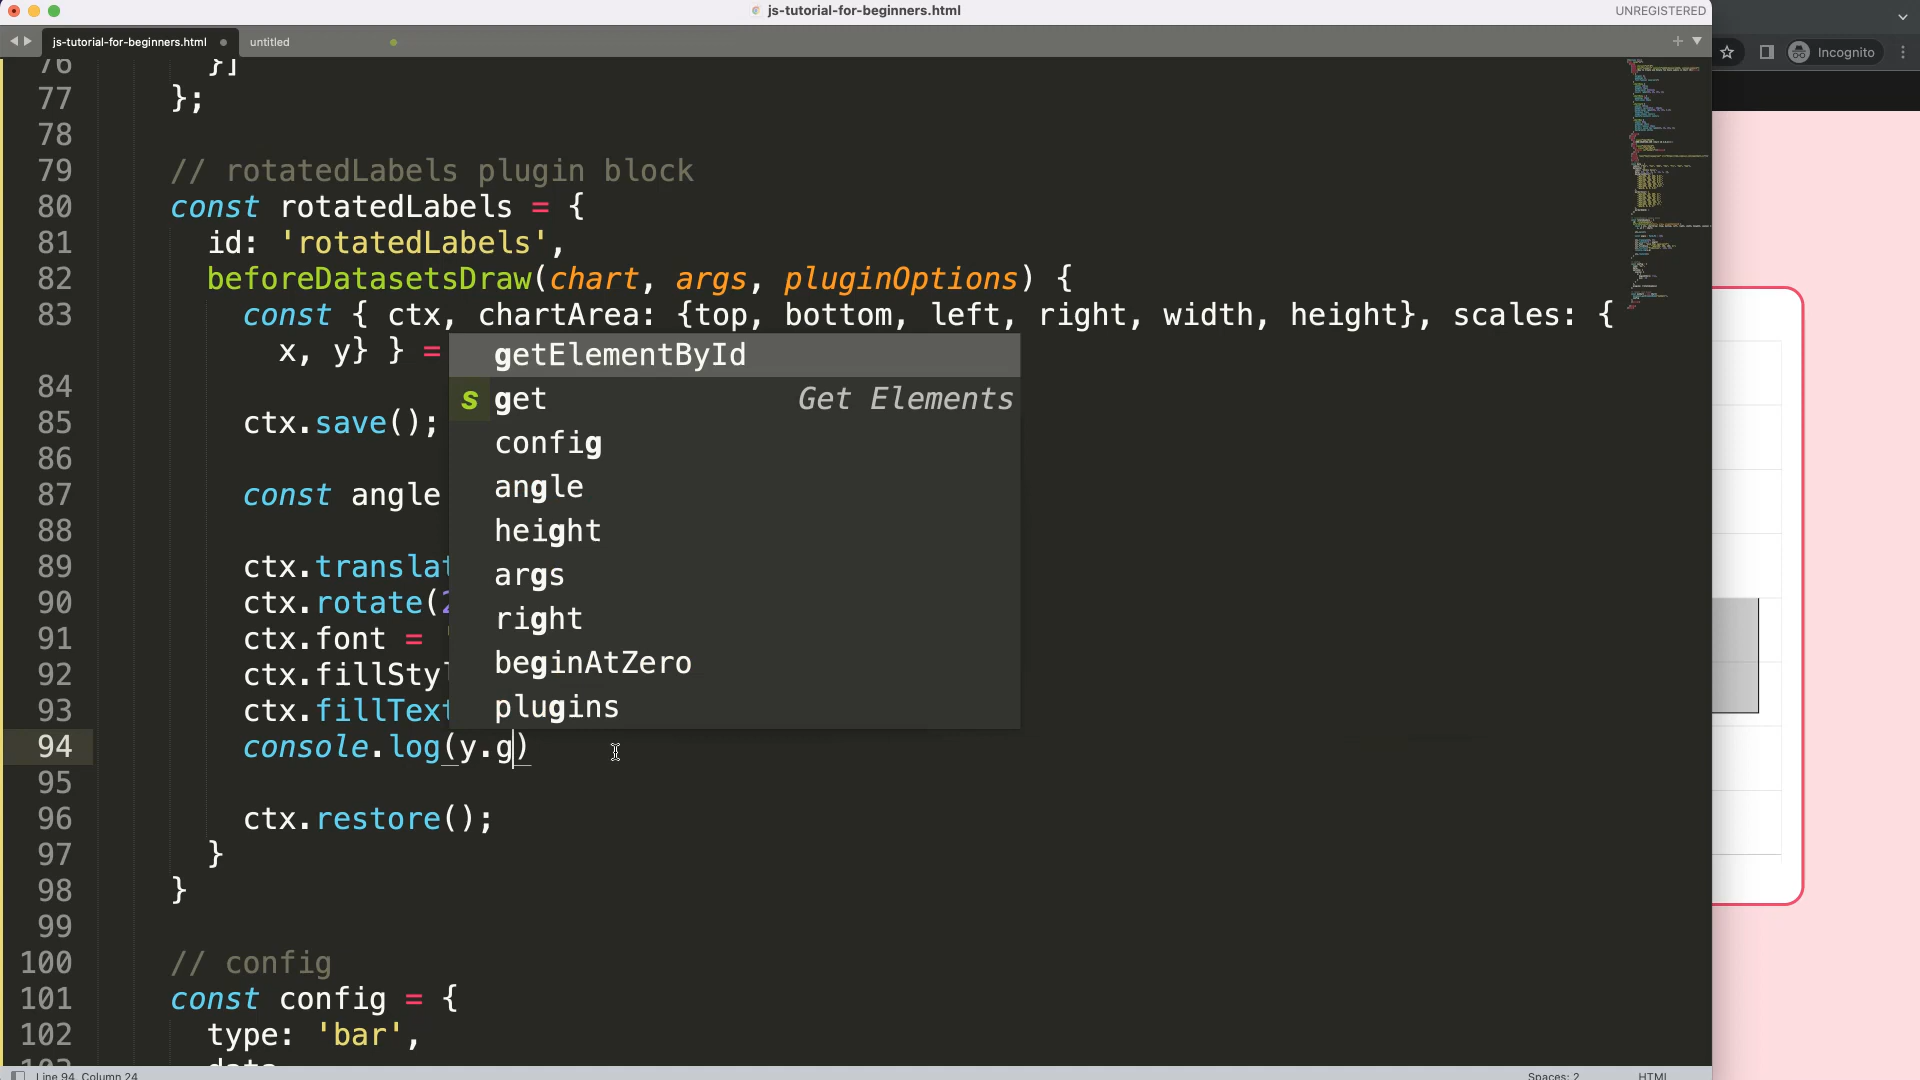 js-tutorial-for-beginners.html
UNREGISTERED
js-tutorial-for-beginners.html
untitled
Incognito
76 }]
77 };
78
79 // rotatedLabels plugin block
80 const rotatedLabels = {
81 id: 'rotatedLabels',
82 beforeDatasetsDraw(chart, args, pluginOptions) {
83 const { ctx, chartArea: {top, bottom, left, right, width, height}, scales: {
x, y} } =
getElementById
84
s get Get Elements
85 ctx.save();
config
86
87 const angle
angle
88
height
89 ctx.translat
args
90 ctx.rotate(2
right
91 ctx.font =
92 ctx.fillStyl
beginAtZero
93 ctx.fillText
plugins
94 console.log(y.g)
95
96 ctx.restore();
97 }
98 }
99
100 // config
101 const config = {
102 type: 'bar',
103 data
Line 94, Column 24
Spaces: 2
HTML